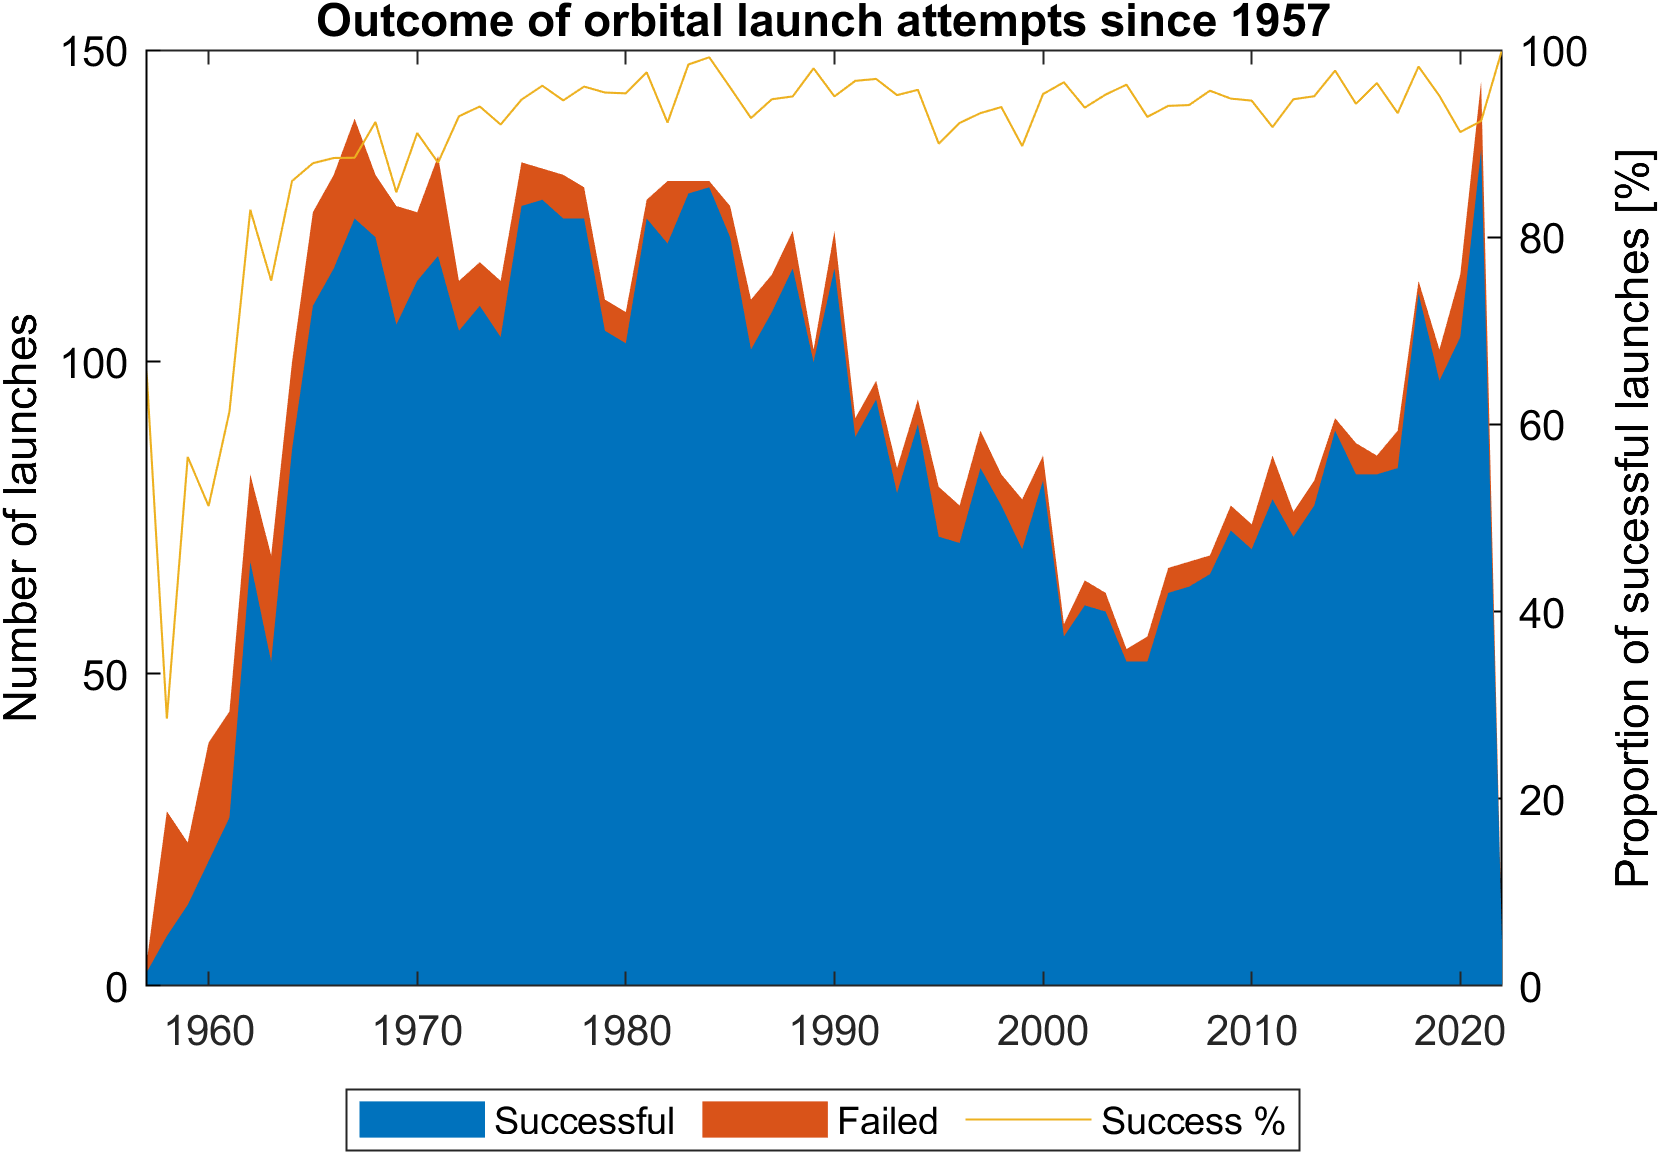 Outcome of orbital launch attempts since 1957
150
100
50
0
Number of launches
100
80
60
40
20
0
Proportion of sucessful launches [%]
1960 1970 1980 1990 2000 2010 2020
Successful Failed Success %